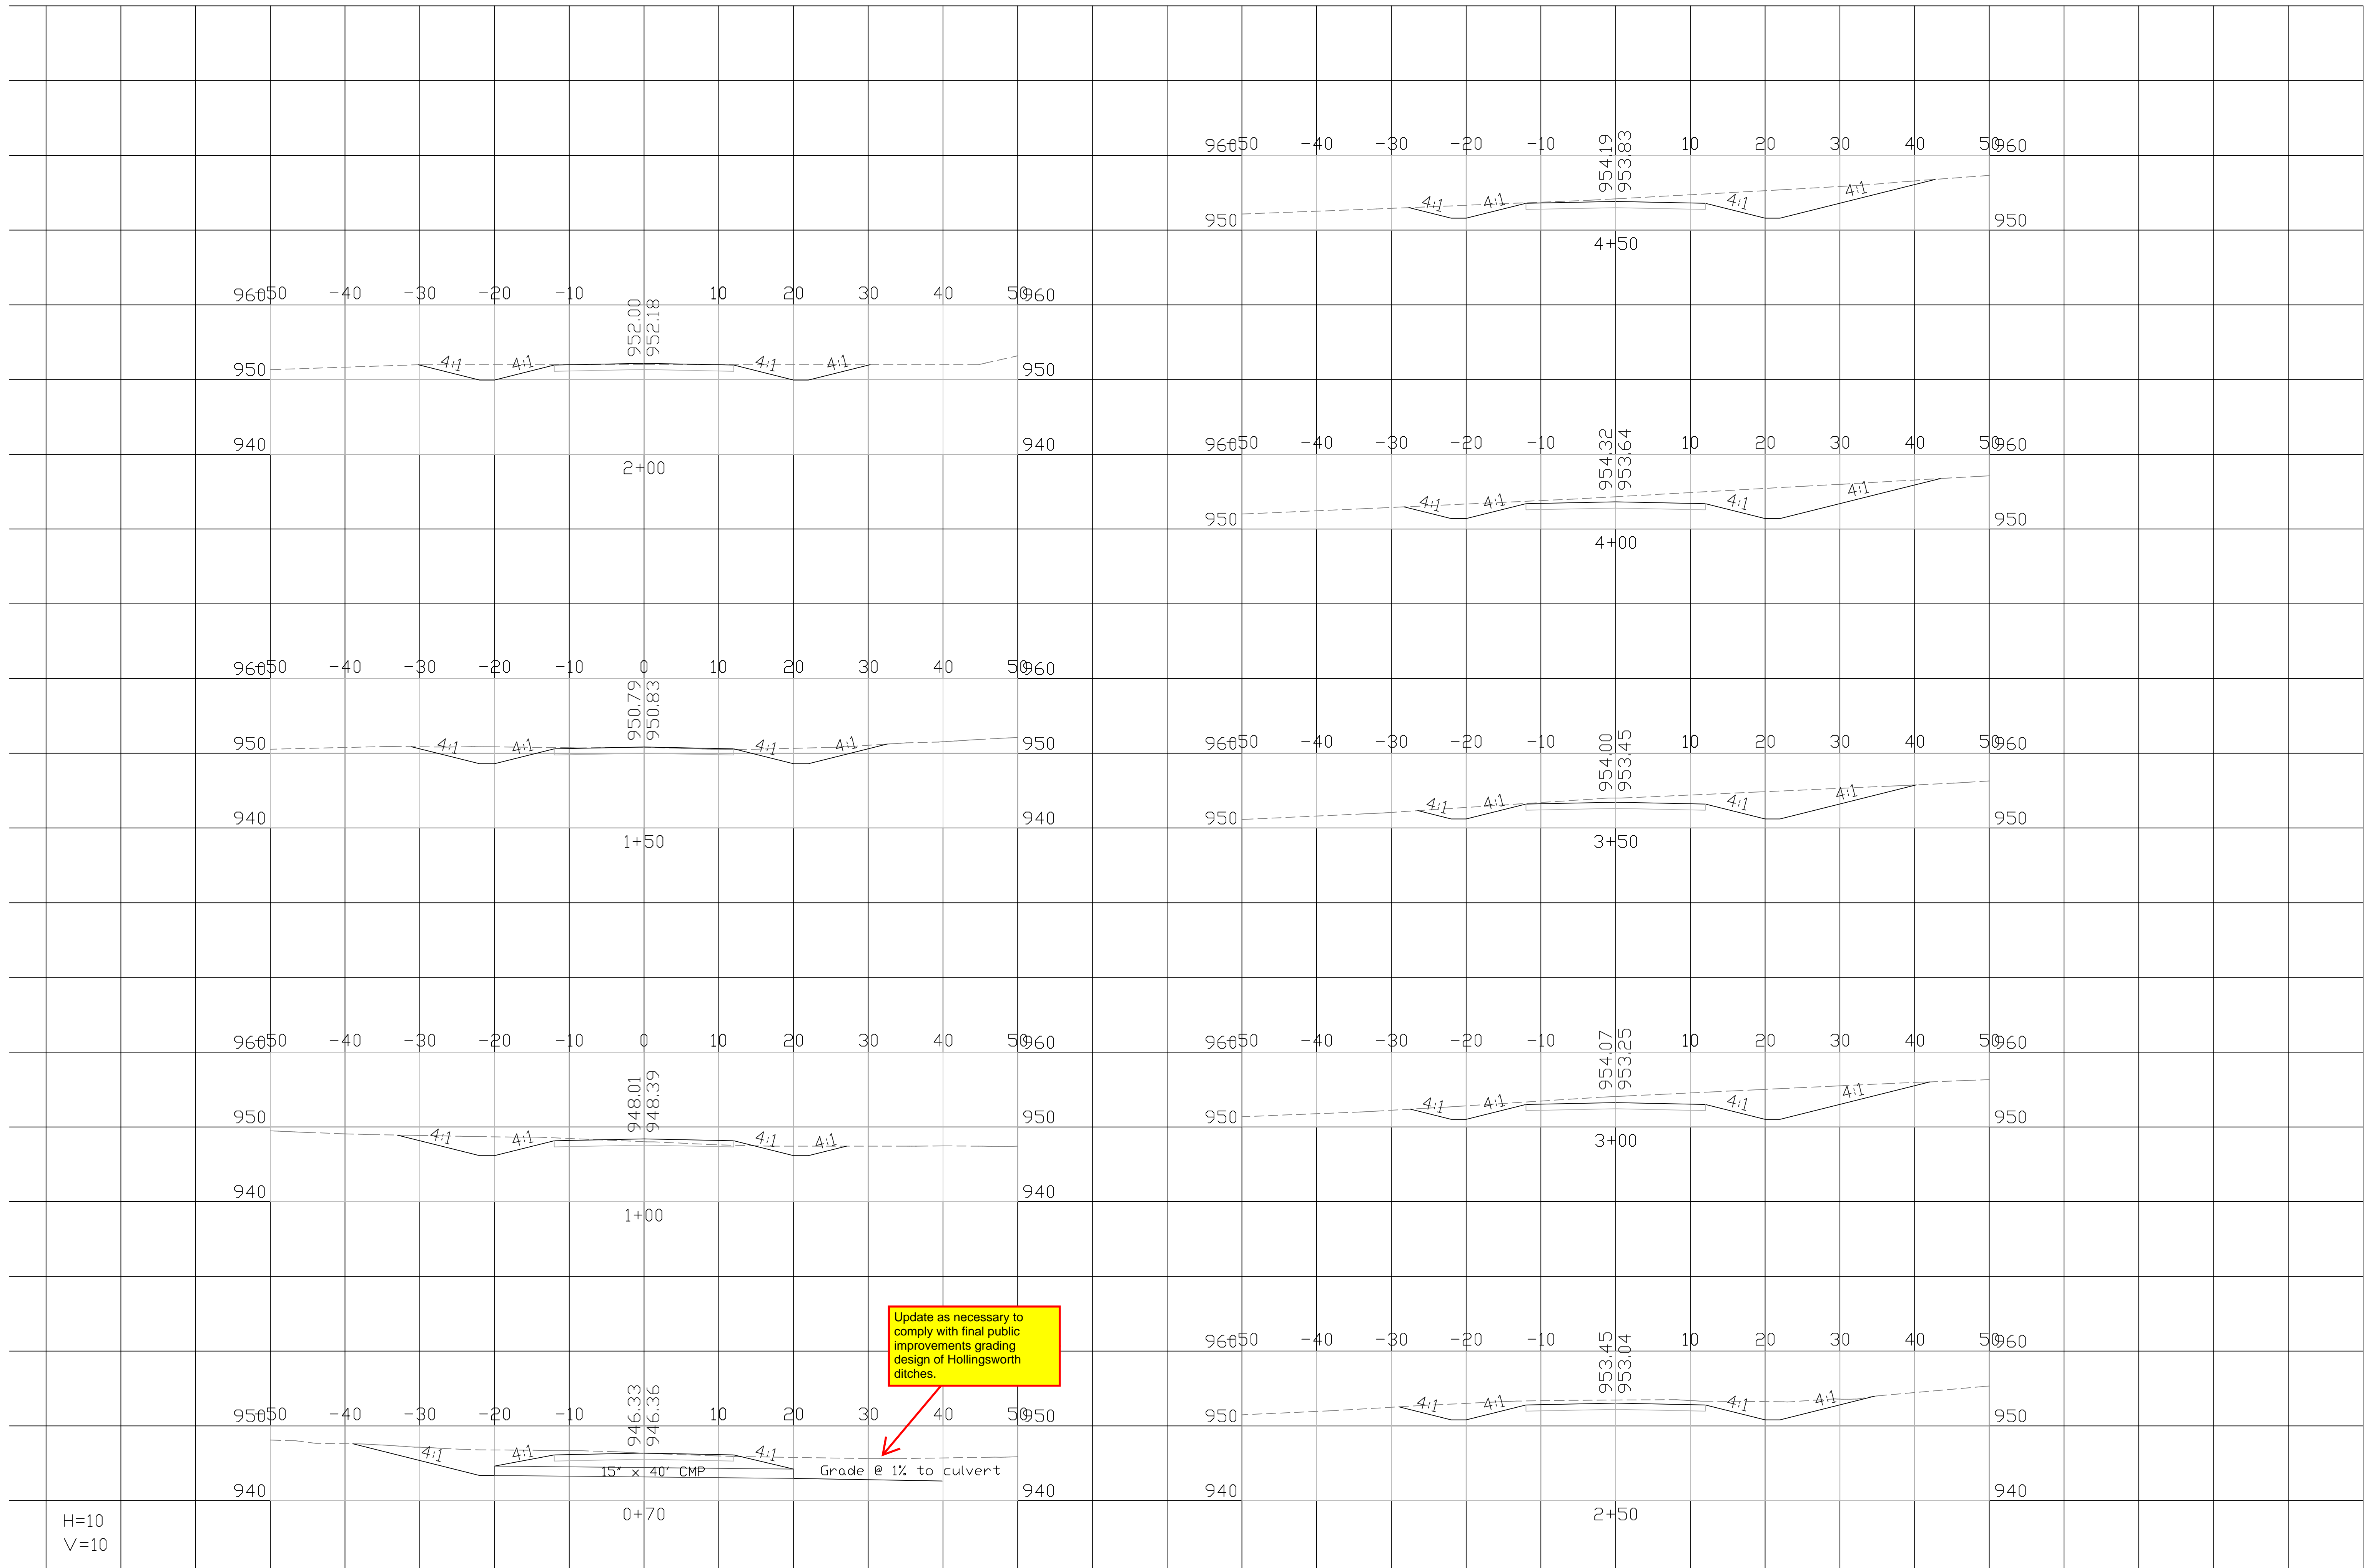 960 -50 -40 -30 -20 -10 954.19 953.83 10 20 30 40 50 960
4:1 4:1 4:1 4:1
950 950
4+50
960 -50 -40 -30 -20 -10 952.00 952.18 10 20 30 40 50 960
4:1 4:1 4:1 4:1
950 950
940 940
2+00
960 -50 -40 -30 -20 -10 954.32 953.64 10 20 30 40 50 960
4:1 4:1 4:1 4:1
950 950
4+00
960 -50 -40 -30 -20 -10 0 10 20 30 40 50 960
950.79 950.83
4:1 4:1 4:1 4:1
950 950
940 940
1+50
960 -50 -40 -30 -20 -10 954.00 953.45 10 20 30 40 50 960
4:1 4:1 4:1 4:1
950 950
3+50
960 -50 -40 -30 -20 -10 0 10 20 30 40 50 960
948.01 948.39
950 950
4:1 4:1 4:1 4:1
940 940
1+00
960 -50 -40 -30 -20 -10 954.07 953.25 10 20 30 40 50 960
4:1 4:1 4:1 4:1
950 950
3+00
Update as necessary to
comply with final public
improvements grading
design of Hollingsworth
ditches.
950 -50 -40 -30 -20 -10 946.33 946.36 10 20 30 40 50 950
4:1 4:1 4:1
15" x 40' CMP Grade @ 1% to culvert
940 940
0+70
960 -50 -40 -30 -20 -10 953.45 953.04 10 20 30 40 50 960
4:1 4:1 4:1 4:1
950 950
940 940
2+50
H=10
V=10